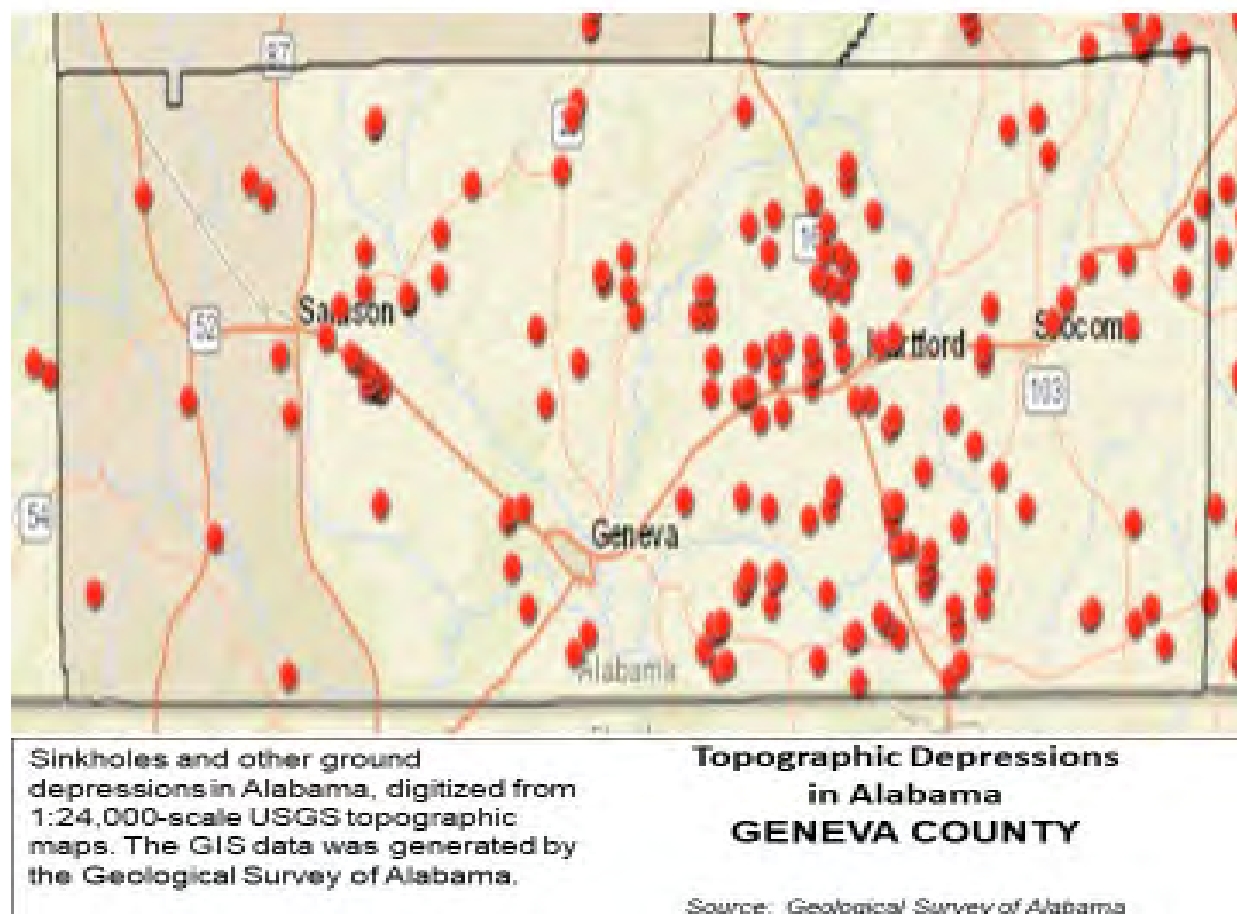 87
Samson
52
Hartford
Slocomb
103
54
Geneva
Alabama
Sinkholes and other ground
depressions in Alabama, digitized from
1:24,000-scale USGS topographic
maps. The GIS data was generated by
the Geological Survey of Alabama.
Topographic Depressions
in Alabama
GENEVA COUNTY
Source: Geological Survey of Alabama